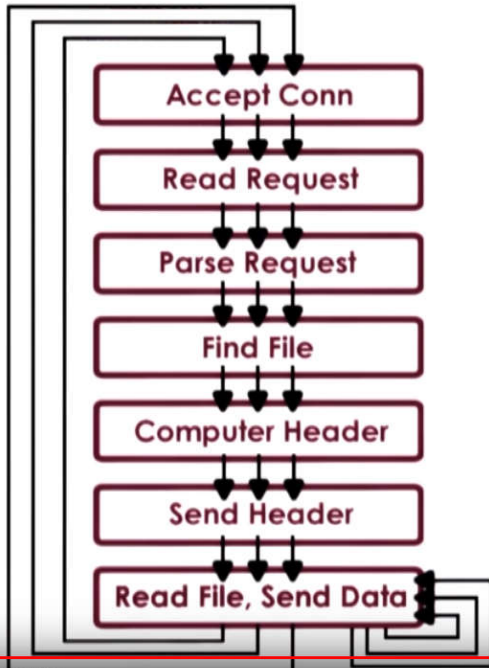 Accept Conn
Read Request
Parse Request
Find File
Computer Header
Send Header
Read File, Send Data